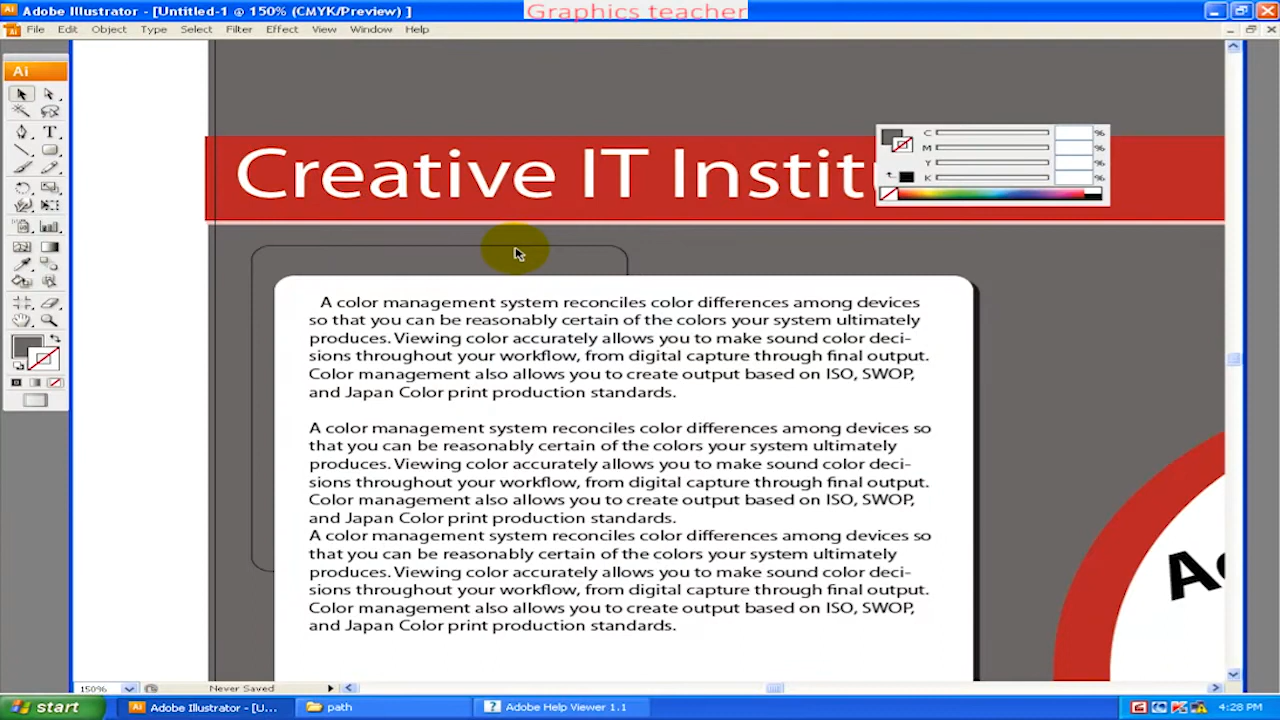 Adobe Illustrator - [Untitled-1 @ 150% (CMYK/Preview) ]
Graphics teacher
File Edit Object Type Select Filter Effect View Window Help
Ai
Creative IT Instit
C %
M %
Y %
K %
A color management system reconciles color differences among devices
so that you can be reasonably certain of the colors your system ultimately
produces. Viewing color accurately allows you to make sound color deci-
sions throughout your workflow, from digital capture through final output.
Color management also allows you to create output based on ISO, SWOP,
and Japan Color print production standards.
A color management system reconciles color differences among devices so
that you can be reasonably certain of the colors your system ultimately
produces. Viewing color accurately allows you to make sound color deci-
sions throughout your workflow, from digital capture through final output.
Color management also allows you to create output based on ISO, SWOP,
and Japan Color print production standards.
A color management system reconciles color differences among devices so
that you can be reasonably certain of the colors your system ultimately
produces. Viewing color accurately allows you to make sound color deci-
sions throughout your workflow, from digital capture through final output.
Color management also allows you to create output based on ISO, SWOP,
and Japan Color print production standards.
150% Never Saved
start Adobe Illustrator - [U... path Adobe Help Viewer 1.1 4:28 PM